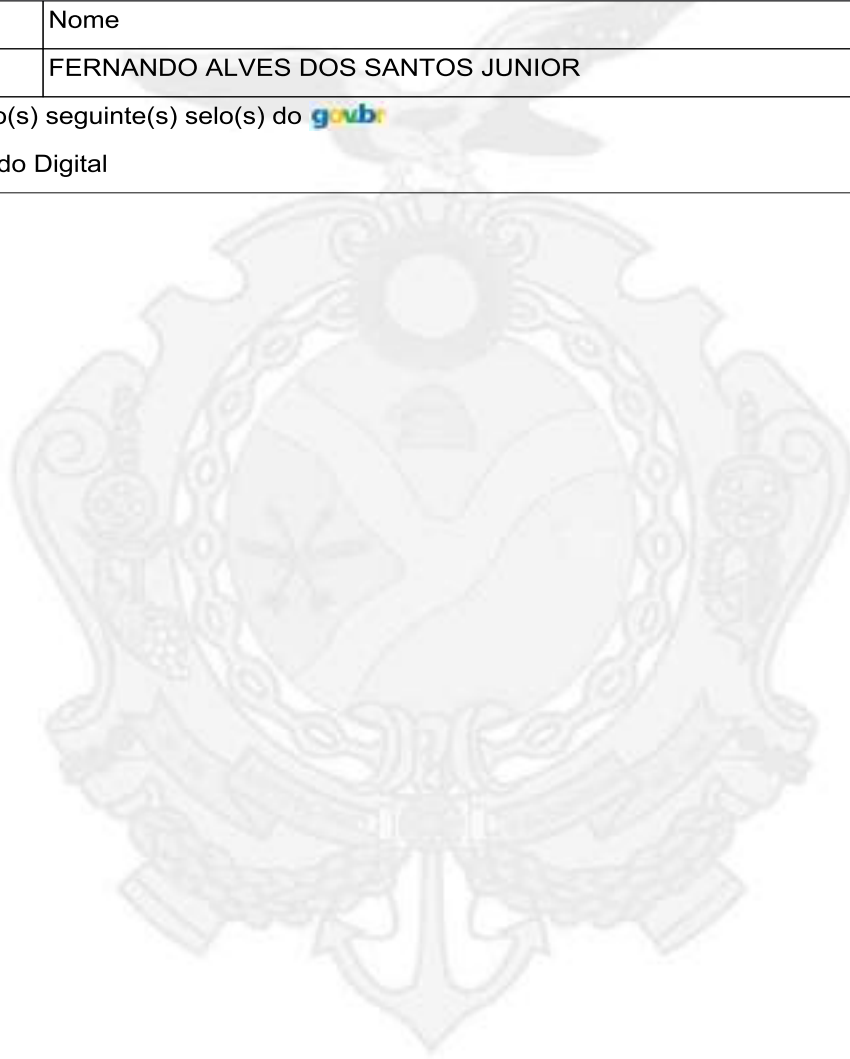 Nome
FERNANDO ALVES DOS SANTOS JUNIOR
o(s) seguinte(s) selo(s) do gov.br
do Digital